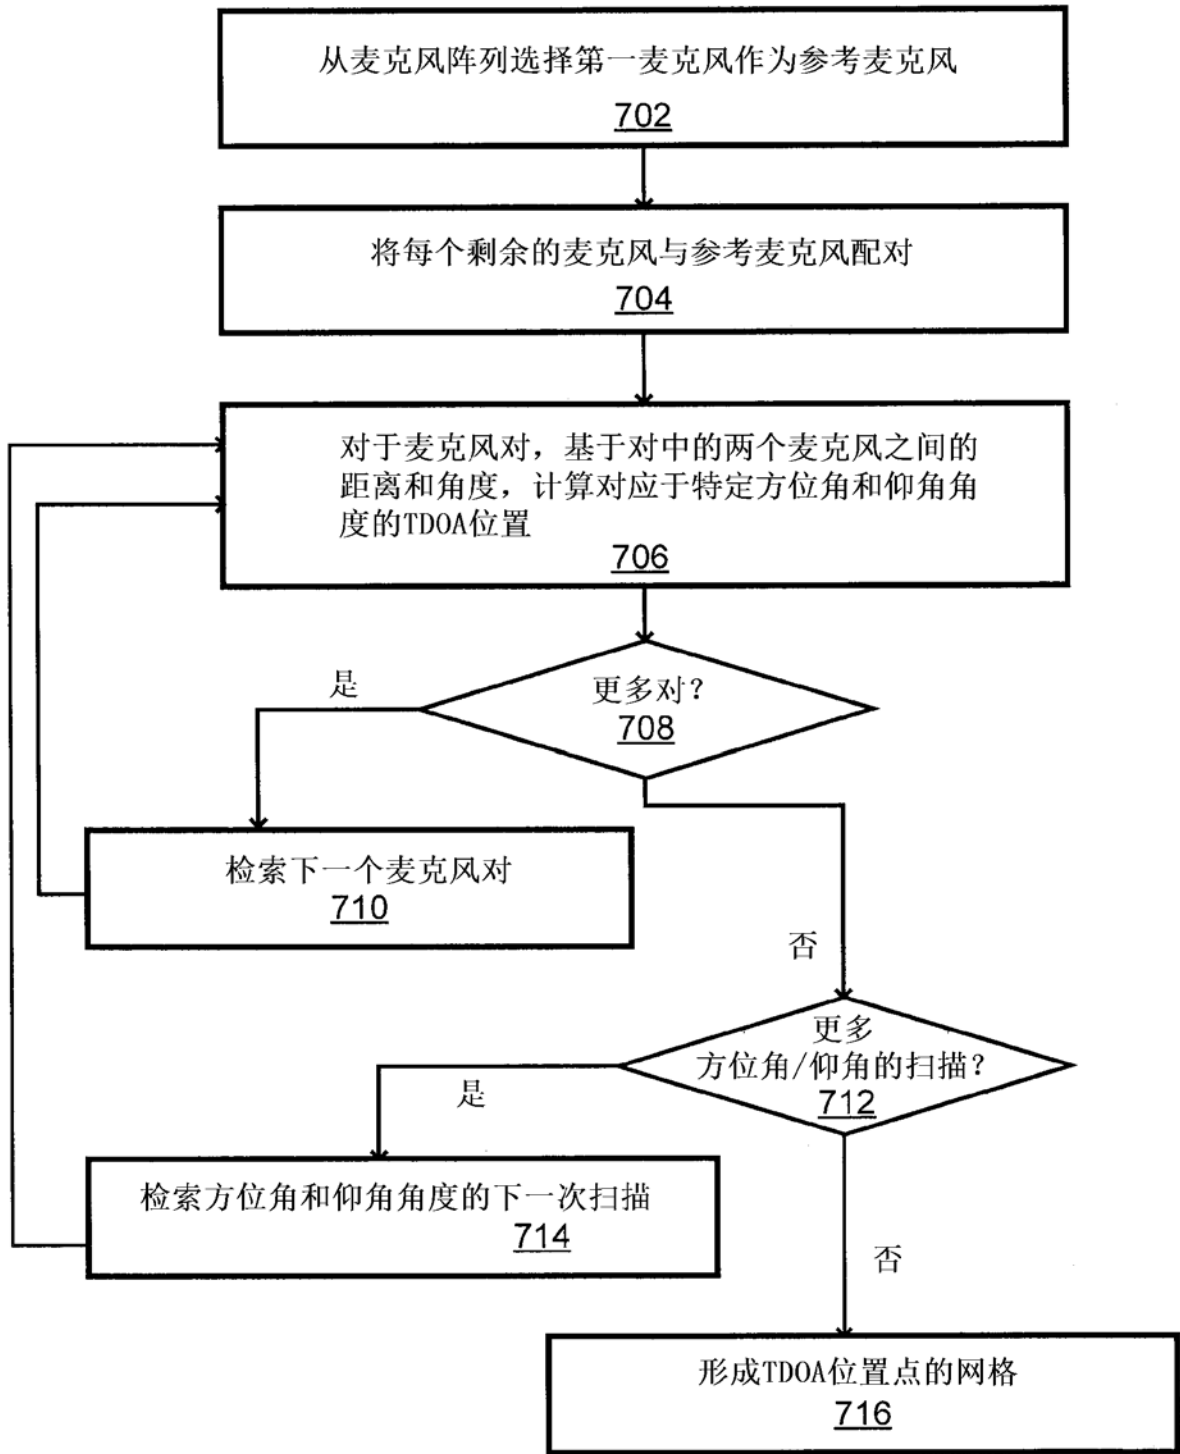 从麦克风阵列选择第一麦克风作为参考麦克风
702
将每个剩余的麦克风与参考麦克风配对
704
对于麦克风对，基于对中的两个麦克风之间的
距离和角度，计算对应于特定方位角和仰角角
度的TDOA位置
706
更多对？
708
是
检索下一个麦克风对
710
否
更多
方位角/仰角的扫描？
712
是
检索方位角和仰角角度的下一次扫描
714
否
形成TDOA位置点的网格
716